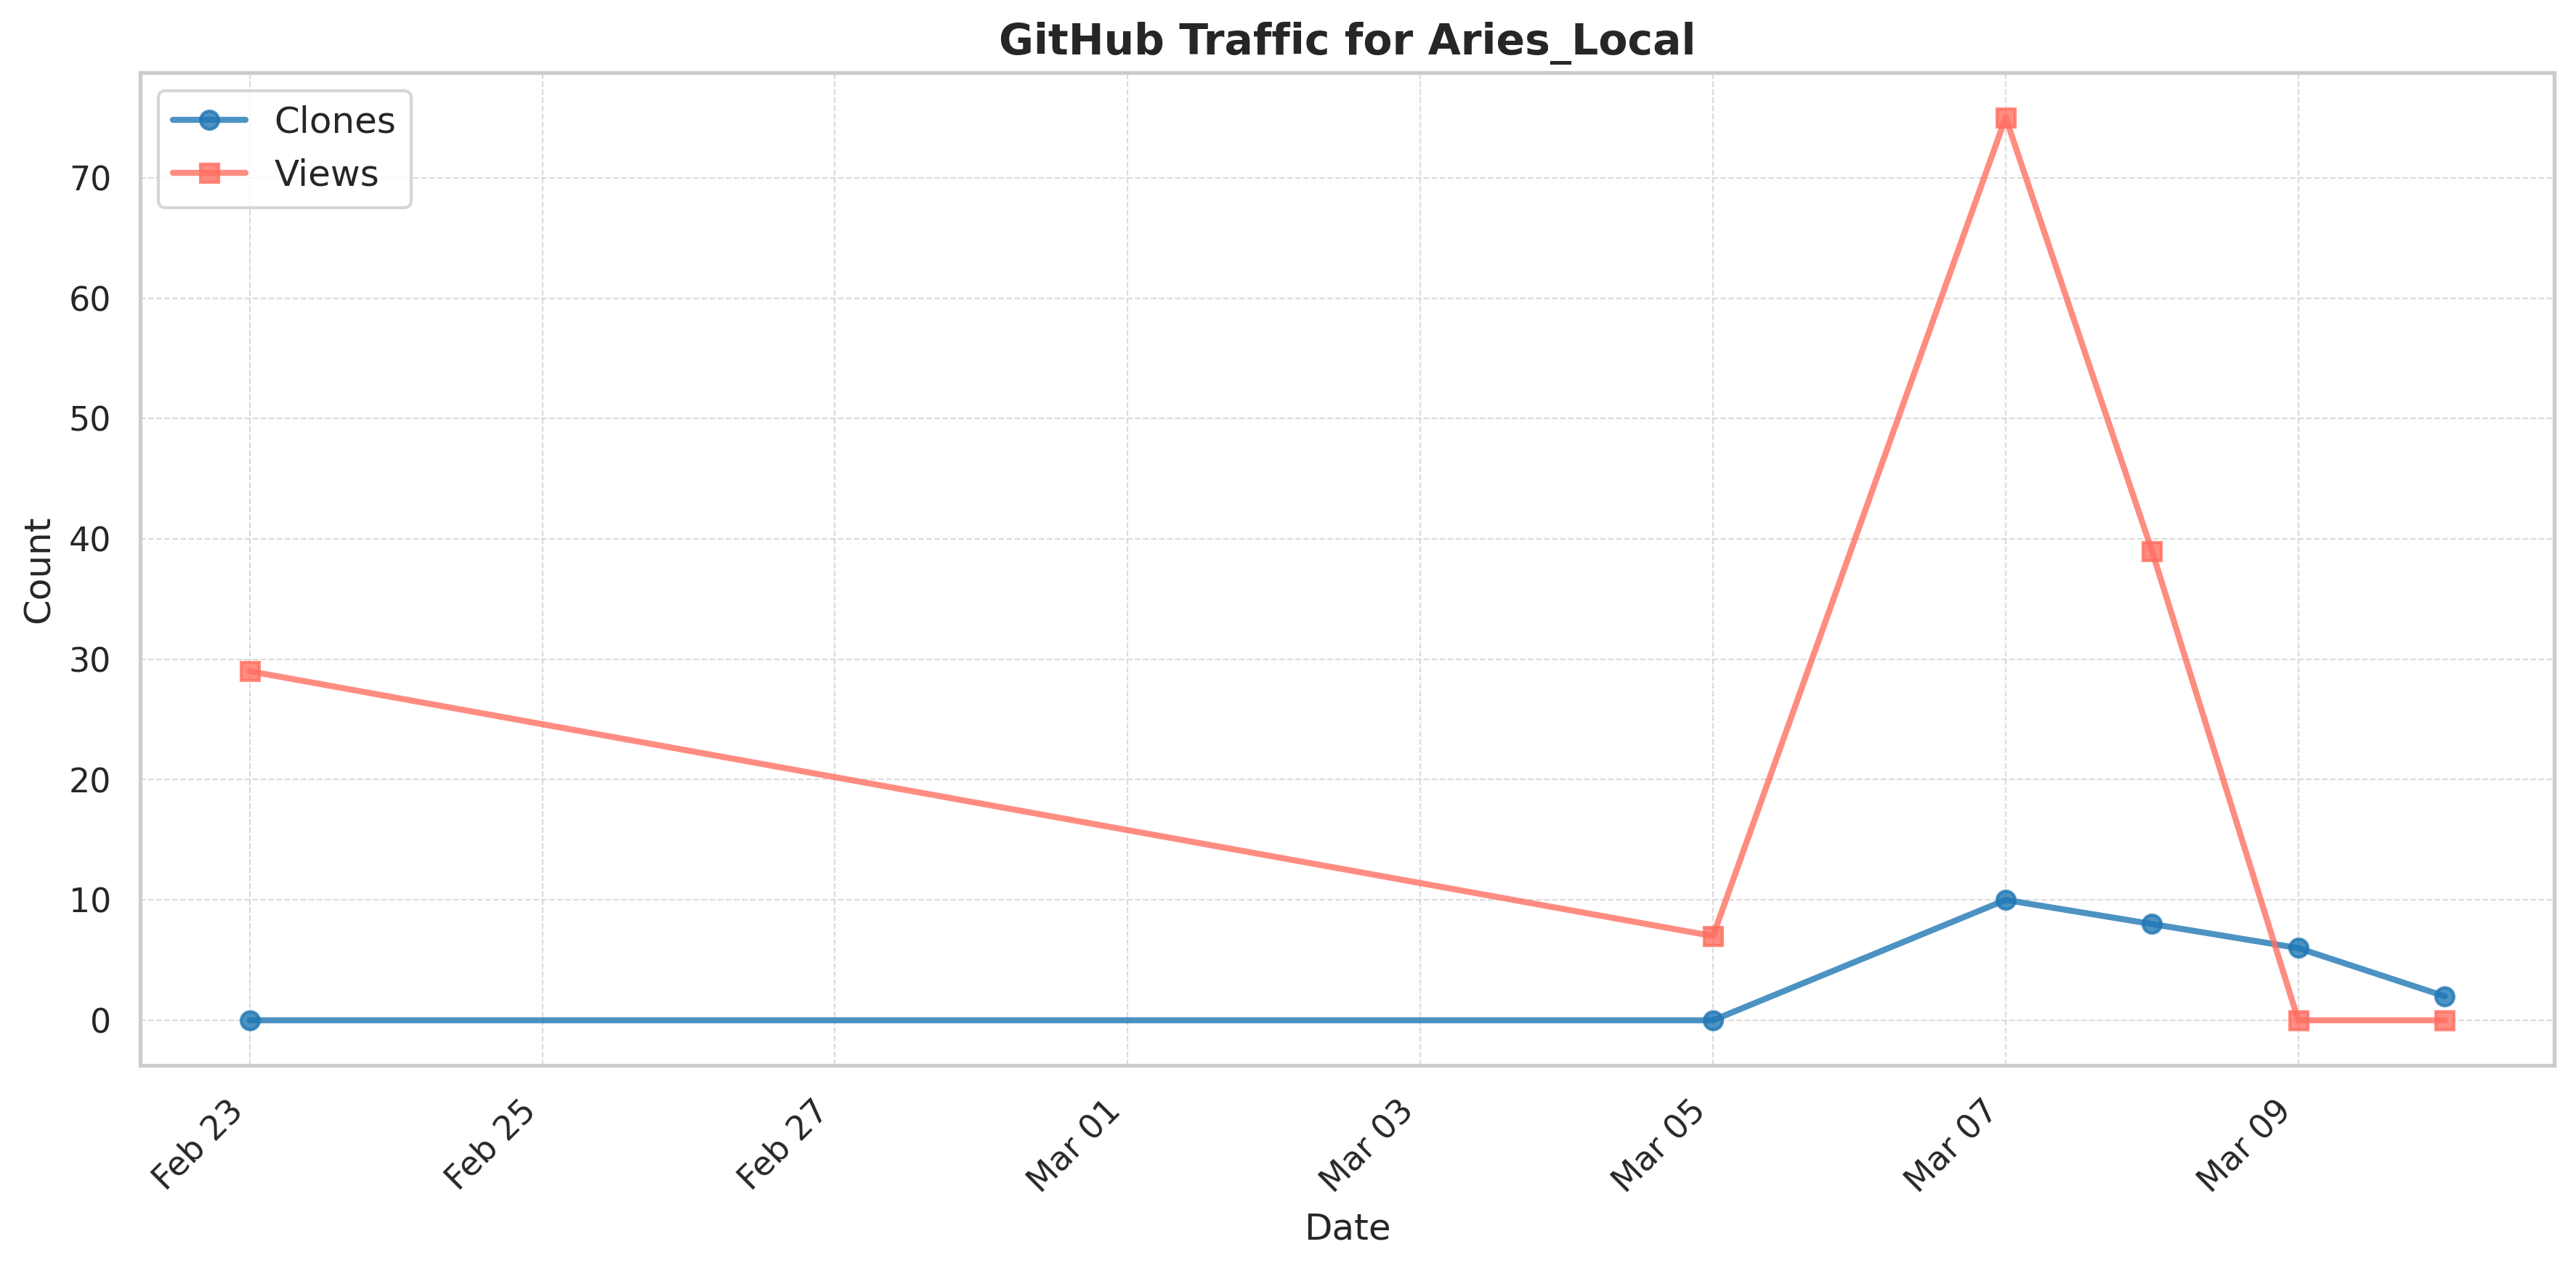 GitHub Traffic for Aries_Local
Clones
Views
70
60
50
40
30
20
10
0
Count
Feb 23
Feb 25
Feb 27
Mar 01
Mar 03
Mar 05
Mar 07
Mar 09
Date